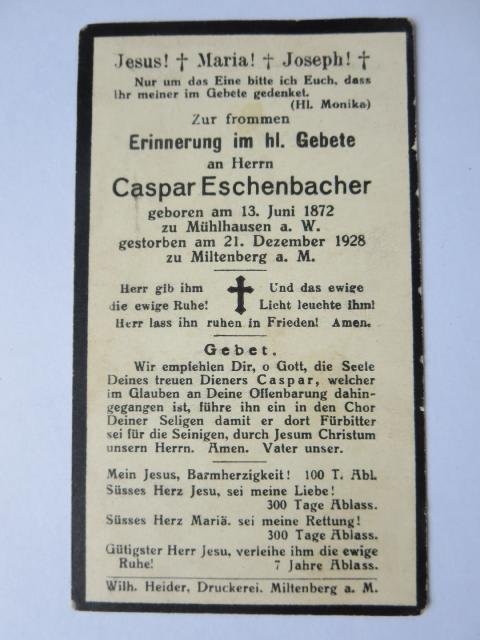 Jesus! † Maria! † Joseph! †
Nur um das Eine bitte ich Euch, dass
Ihr meiner im Gebete gedenket.
(Hl. Monika)
Zur frommen
Erinnerung im hl. Gebete
an Herrn
Caspar Eschenbacher
geboren am 13. Juni 1872
zu Mühlhausen a. W.
gestorben am 21. Dezember 1928
zu Miltenberg a. M.
Herr gib ihm
die ewige Ruhe!
Und das ewige
Licht leuchte ihm!
Herr lass ihn ruhen in Frieden! Amen.
Gebet.
Wir empfehlen Dir, o Gott, die Seele
Deines treuen Dieners Caspar, welcher
im Glauben an Deine Offenbarung dahin-
gegangen ist, führe ihn ein in den Chor
Deiner Seligen damit er dort Fürbitter
sei für die Seinigen, durch Jesum Christum
unsern Herrn. Amen. Vater unser.
Mein Jesus, Barmherzigkeit! 100 T. Abl.
Süsses Herz Jesu, sei meine Liebe!
300 Tage Ablass.
Süsses Herz Mariä. sei meine Rettung!
300 Tage Ablass.
Gütigster Herr Jesu, verleihe ihm die ewige
Ruhe! 7 Jahre Ablass.
Wilh. Heider, Druckerei. Miltenberg a. M.